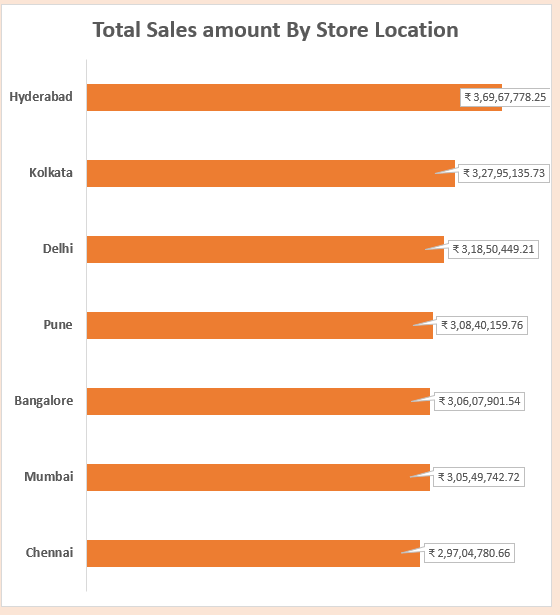 Total Sales amount By Store Location
Hyderabad ₹ 3,69,67,778.25
Kolkata ₹ 3,27,95,135.73
Delhi ₹ 3,18,50,449.21
Pune ₹ 3,08,40,159.76
Bangalore ₹ 3,06,07,901.54
Mumbai ₹ 3,05,49,742.72
Chennai ₹ 2,97,04,780.66